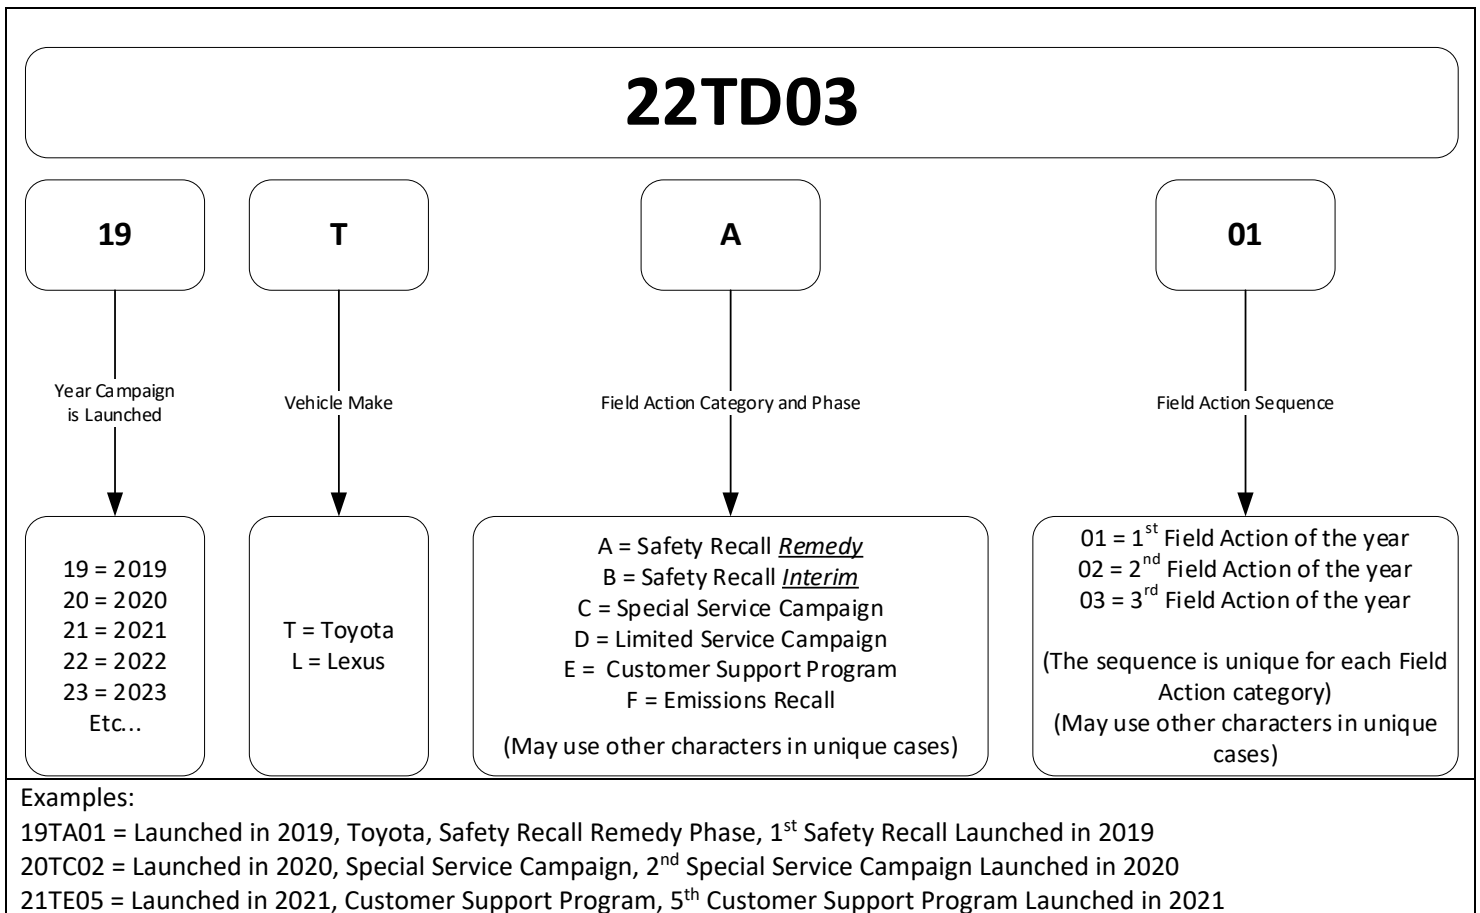 22TD03
19
T
A
01
Year Campaign
is Launched
Vehicle Make
Field Action Category and Phase
Field Action Sequence
19 = 2019
20 = 2020
21 = 2021
22 = 2022
23 = 2023
Etc...
T = Toyota
L = Lexus
A = Safety Recall Remedy
B = Safety Recall Interim
C = Special Service Campaign
D = Limited Service Campaign
E = Customer Support Program
F = Emissions Recall
(May use other characters in unique cases)
01 = 1st Field Action of the year
02 = 2nd Field Action of the year
03 = 3rd Field Action of the year
(The sequence is unique for each Field
Action category)
(May use other characters in unique
cases)
Examples:
19TA01 = Launched in 2019, Toyota, Safety Recall Remedy Phase, 1st Safety Recall Launched in 2019
20TC02 = Launched in 2020, Special Service Campaign, 2nd Special Service Campaign Launched in 2020
21TE05 = Launched in 2021, Customer Support Program, 5th Customer Support Program Launched in 2021